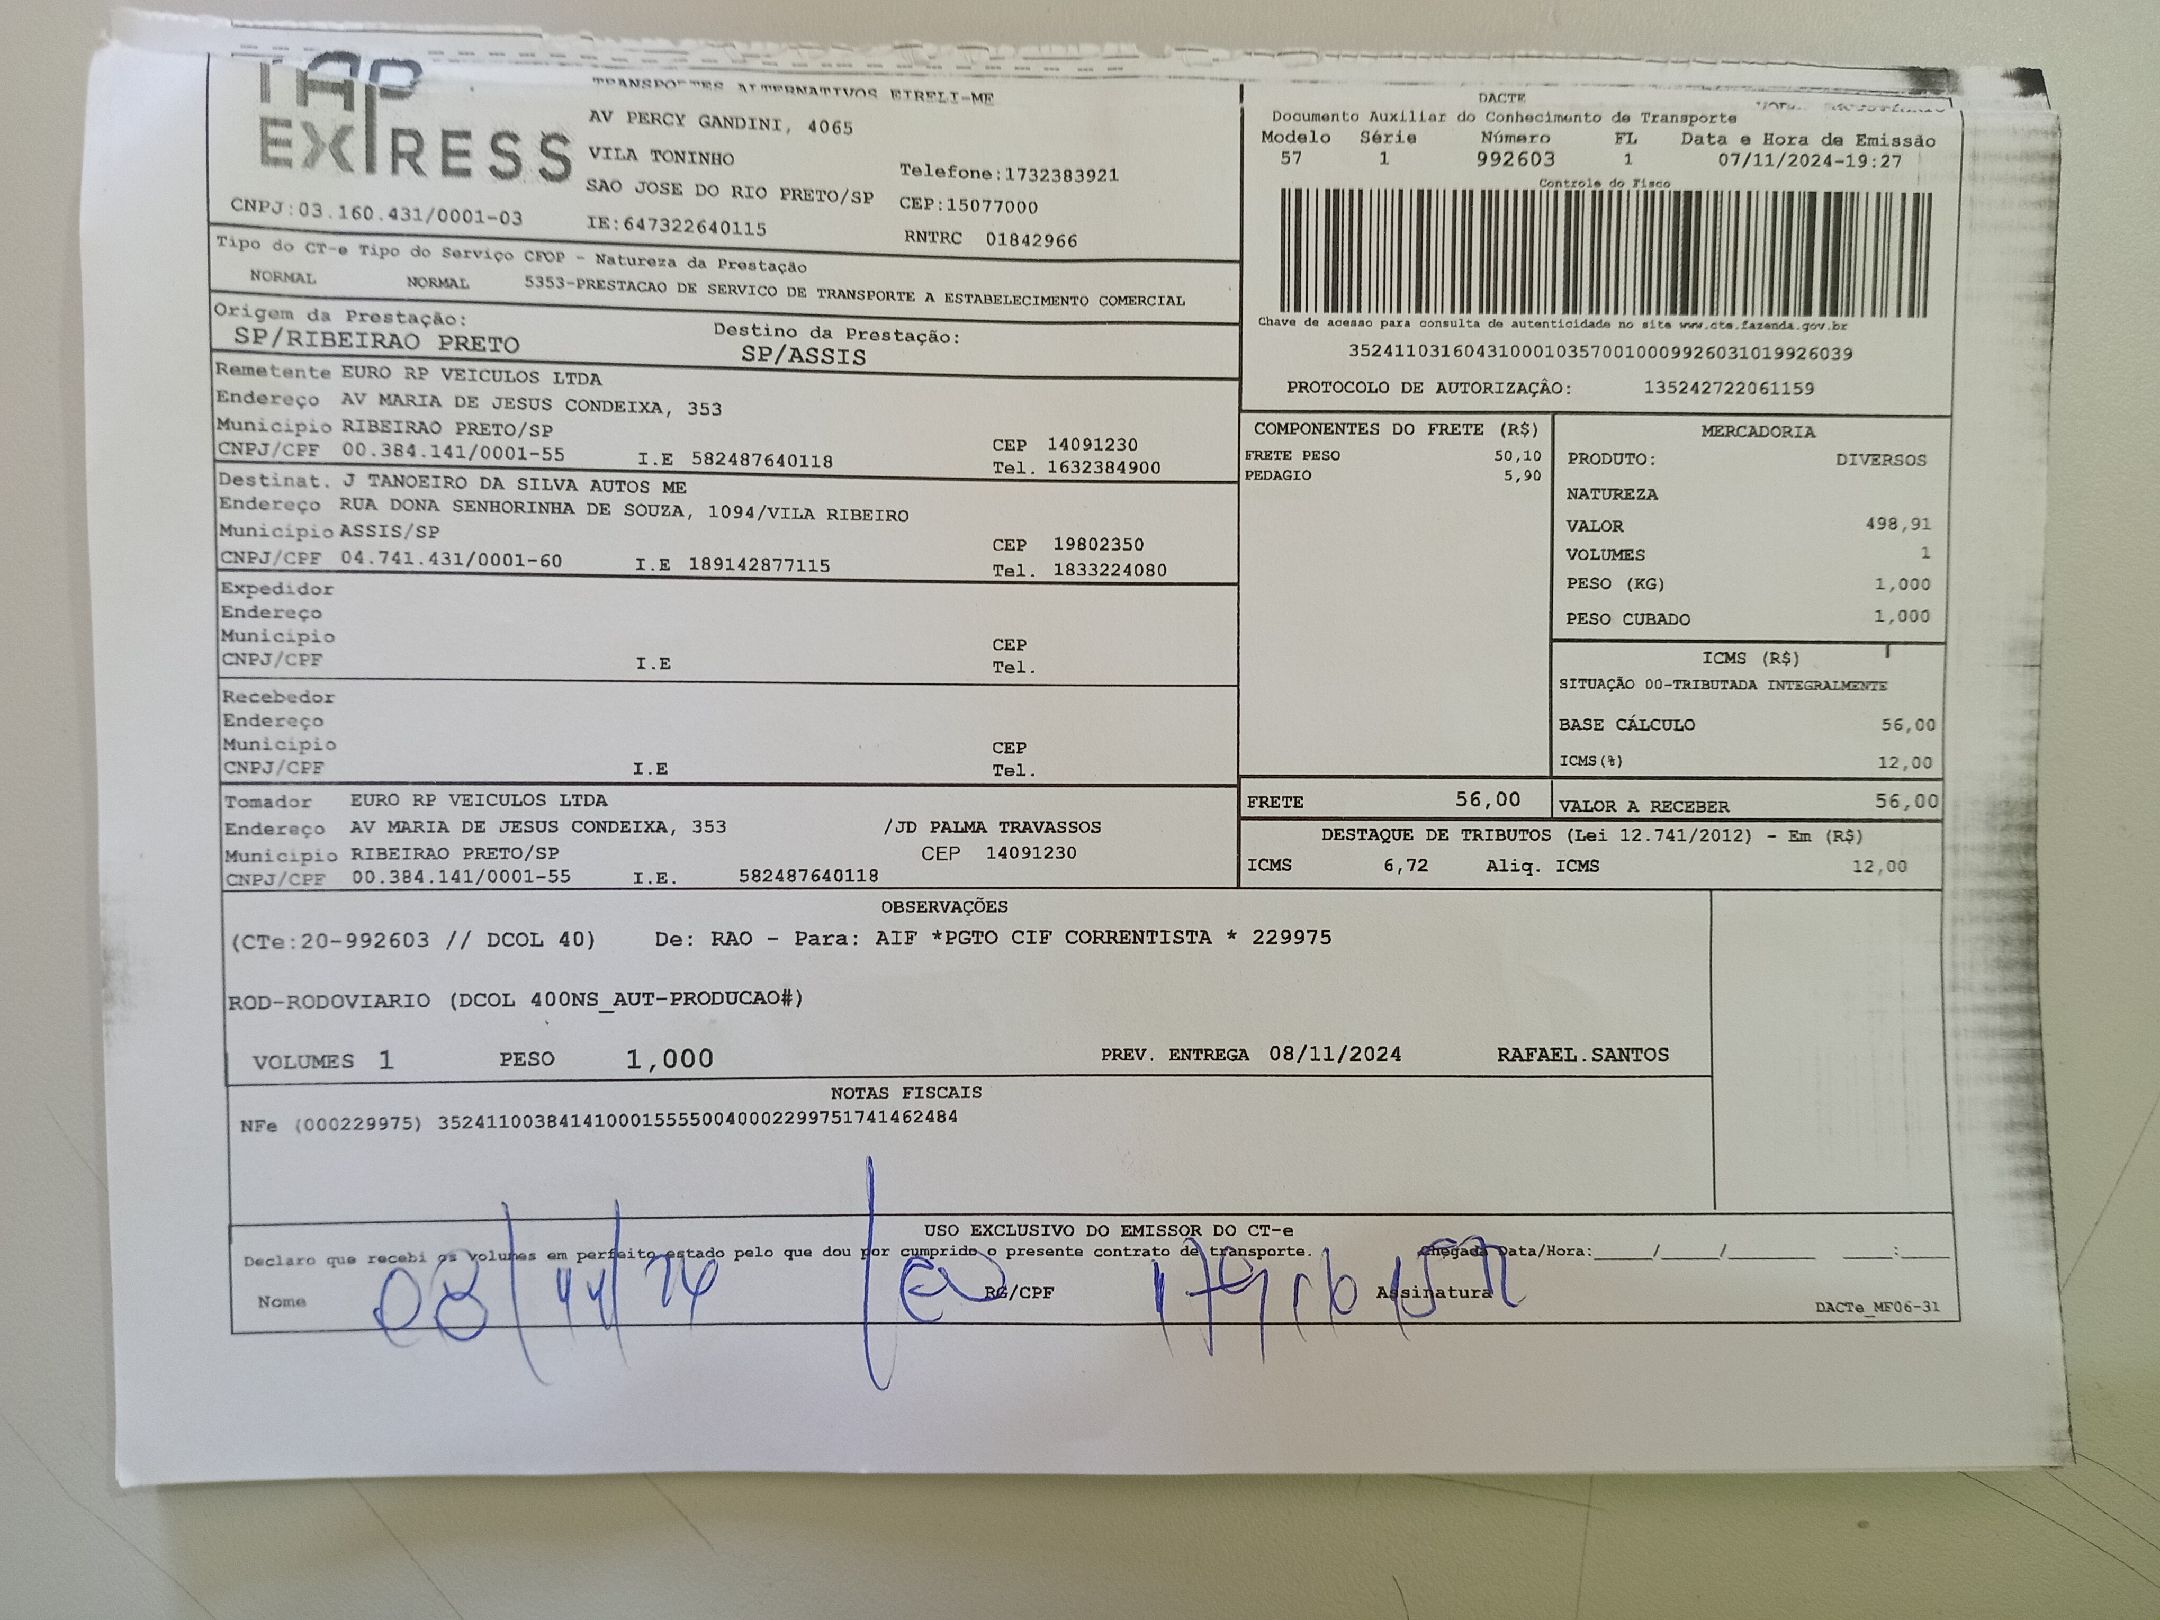 TAP
EXPRESS
TRANSPORTES ALTERNATIVOS EIRELI-ME
AV PERCY GANDINI, 4065
VILA TONINHO
Telefone:1732383921
SAO JOSE DO RIO PRETO/SP CEP:15077000
CNPJ:03.160.431/0001-03 IE:647322640115 RNTRC 01842966
DACTE
Documento Auxiliar do Conhecimento de Transporte
Modelo Série Número FL Data e Hora de Emissão
57 1 992603 1 07/11/2024-19:27
Controle do Fisco
Chave de acesso para consulta de autenticidade no site www.cte.fazenda.gov.br
35241103160431000103570010009926031019926039
PROTOCOLO DE AUTORIZAÇÂO: 135242722061159
Tipo do CT-e Tipo do Serviço CFOP - Natureza da Prestação
NORMAL NORMAL 5353-PRESTACAO DE SERVICO DE TRANSPORTE A ESTABELECIMENTO COMERCIAL
Origem da Prestação: Destino da Prestação:
SP/RIBEIRAO PRETO SP/ASSIS
Remetente EURO RP VEICULOS LTDA
Endereço AV MARIA DE JESUS CONDEIXA, 353
Municipio RIBEIRAO PRETO/SP CEP 14091230
CNPJ/CPF 00.384.141/0001-55 I.E 582487640118 Tel. 1632384900
Destinat. J TANOEIRO DA SILVA AUTOS ME
Endereço RUA DONA SENHORINHA DE SOUZA, 1094/VILA RIBEIRO
Municipio ASSIS/SP CEP 19802350
CNPJ/CPF 04.741.431/0001-60 I.E 189142877115 Tel. 1833224080
Expedidor
Endereço
Municipio CEP
CNPJ/CPF I.E Tel.
Recebedor
Endereço
Municipio CEP
CNPJ/CPF I.E Tel.
Tomador EURO RP VEICULOS LTDA
Endereço AV MARIA DE JESUS CONDEIXA, 353 /JD PALMA TRAVASSOS
Municipio RIBEIRAO PRETO/SP CEP 14091230
CNPJ/CPF 00.384.141/0001-55 I.E. 582487640118
COMPONENTES DO FRETE (R$)
FRETE PESO 50,10
PEDAGIO 5,90
MERCADORIA
PRODUTO: DIVERSOS
NATUREZA
VALOR 498,91
VOLUMES 1
PESO (KG) 1,000
PESO CUBADO 1,000
ICMS (R$)
SITUAÇÃO 00-TRIBUTADA INTEGRALMENTE
BASE CÁLCULO 56,00
ICMS(%) 12,00
FRETE 56,00 VALOR A RECEBER 56,00
DESTAQUE DE TRIBUTOS (Lei 12.741/2012) - Em (R$)
ICMS 6,72 Aliq. ICMS 12,00
OBSERVAÇÕES
(CTe:20-992603 // DCOL 40) De: RAO - Para: AIF *PGTO CIF CORRENTISTA * 229975
ROD-RODOVIARIO (DCOL 400NS_AUT-PRODUCAO#)
VOLUMES 1 PESO 1,000 PREV. ENTREGA 08/11/2024 RAFAEL.SANTOS
NOTAS FISCAIS
NFe (000229975) 35241100384141000155550040002299751741462484
USO EXCLUSIVO DO EMISSOR DO CT-e
Declaro que recebi os volumes em perfeito estado pelo que dou por cumprido o presente contrato de transporte. Chegada Data/Hora:____/____/________ ____:____
Nome 08/11/24 RG/CPF Assinatura
DACTe_MF06-31